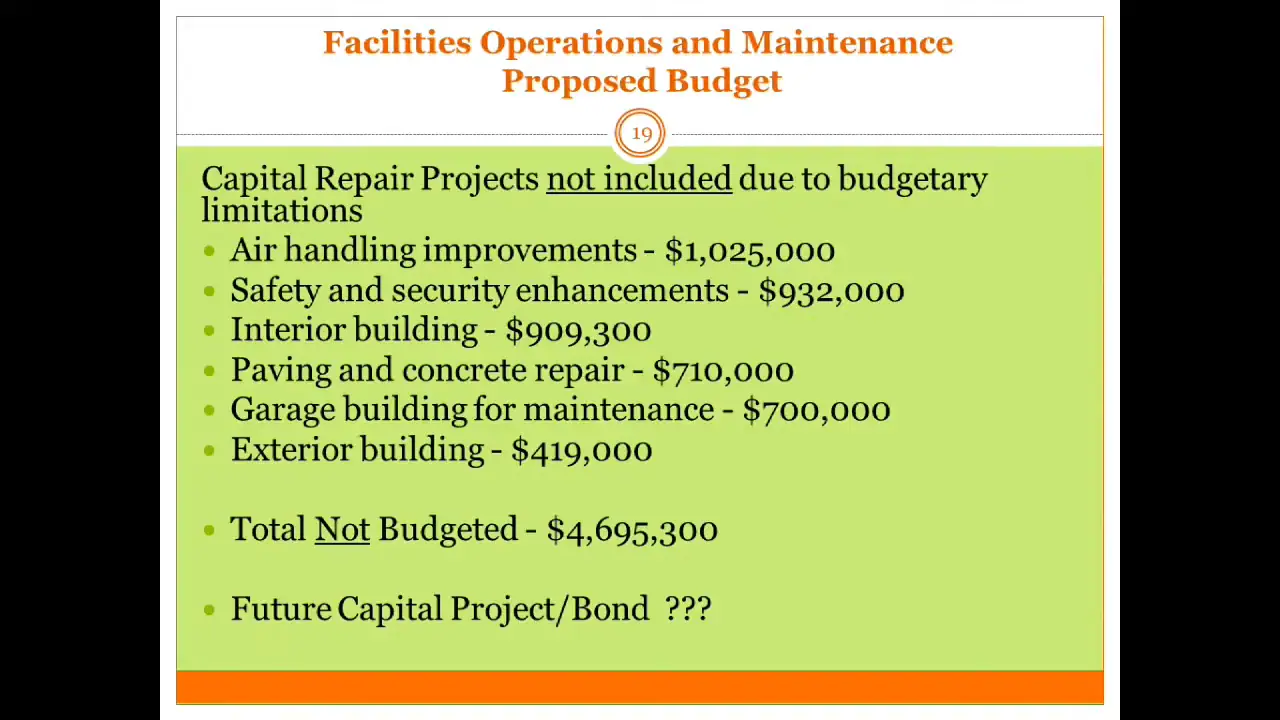 Facilities Operations and Maintenance
Proposed Budget
19
Capital Repair Projects not included due to budgetary
limitations
• Air handling improvements - $1,025,000
• Safety and security enhancements - $932,000
• Interior building - $909,300
• Paving and concrete repair - $710,000
• Garage building for maintenance - $700,000
• Exterior building - $419,000
• Total Not Budgeted - $4,695,300
• Future Capital Project/Bond ???